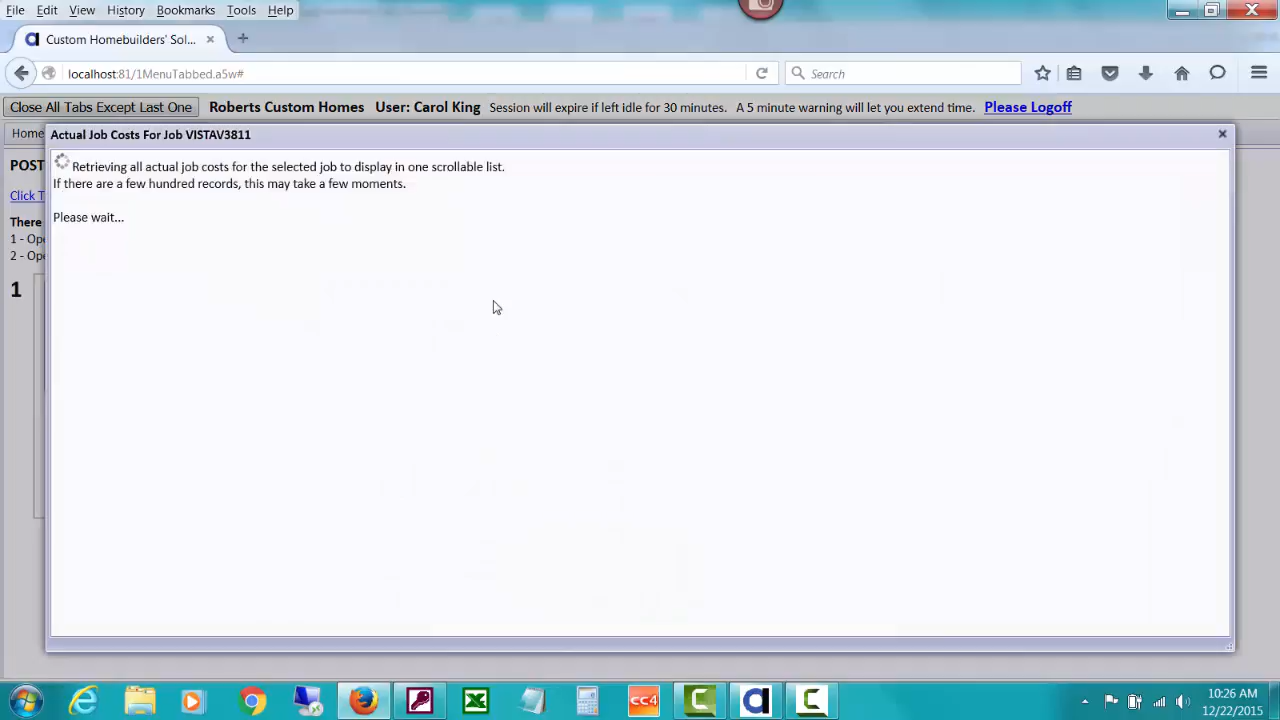 File Edit View History Bookmarks Tools Help
Custom Homebuilders' Sol...
localhost:81/1MenuTabbed.a5w#
Search
Close All Tabs Except Last One Roberts Custom Homes User: Carol King Session will expire if left idle for 30 minutes. A 5 minute warning will let you extend time. Please Logoff
Home
Actual Job Costs For Job VISTAV3811
POST
Retrieving all actual job costs for the selected job to display in one scrollable list.
If there are a few hundred records, this may take a few moments.
Click T
Please wait...
There
1 - Ope
2 - Ope
1
CC4
10:26 AM
12/22/2015